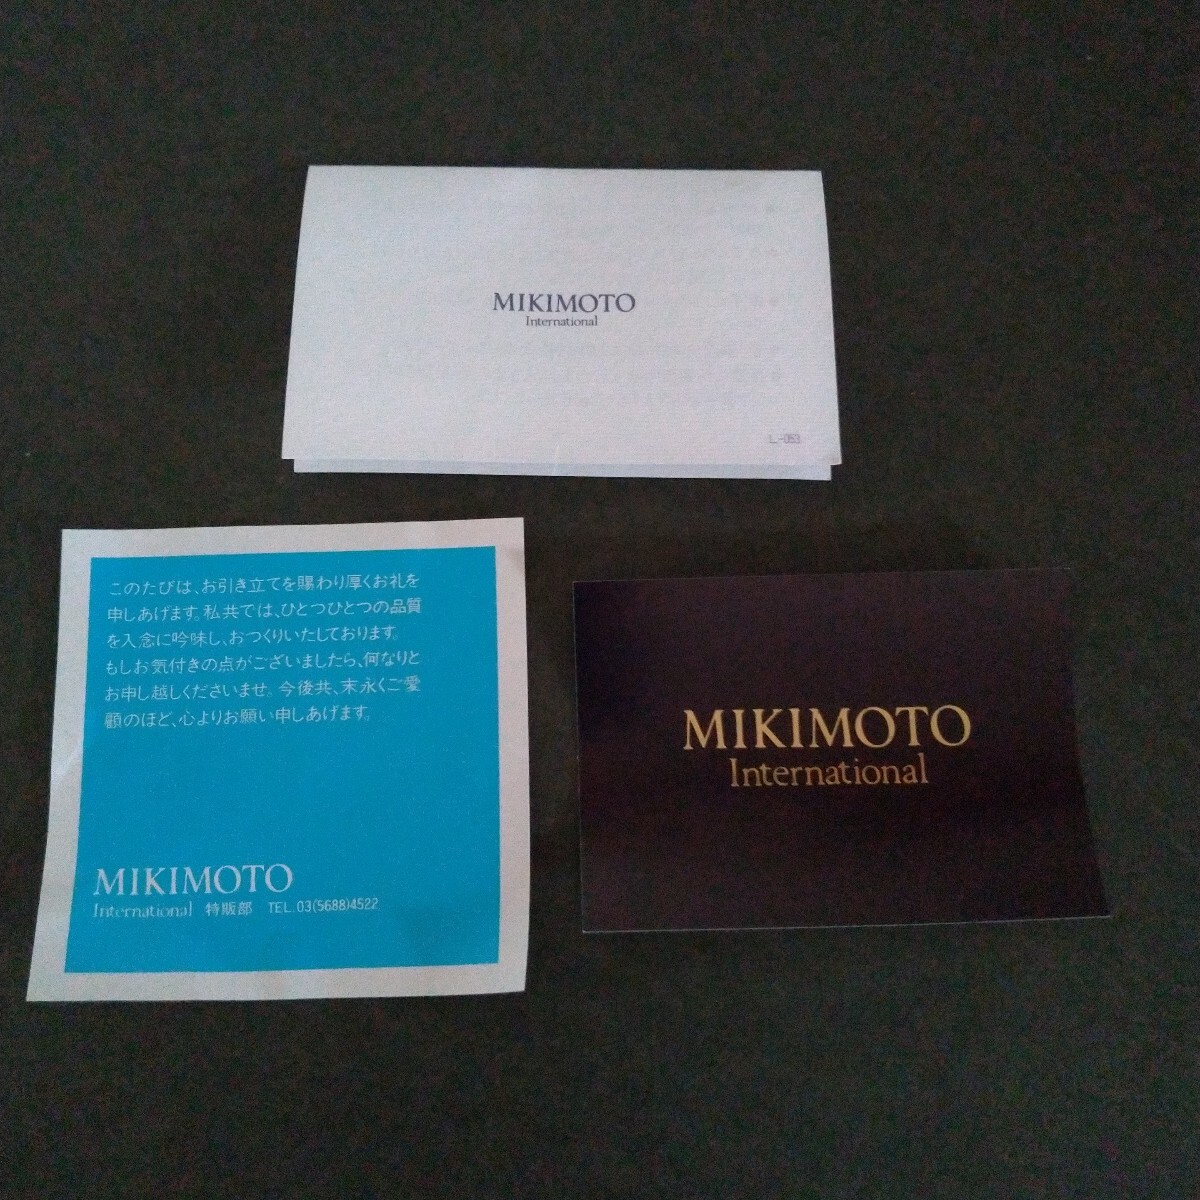 MIKIMOTO
International
L-053
このたびは、お引き立てを賜わり厚くお礼を
申しあげます。私共では、ひとつひとつの品質
を入念に吟味し、おつくりいたしております。
もしお気付きの点がございましたら、何なりと
お申し越しくださいませ。今後共、末永くご愛
顧のほど、心よりお願い申しあげます。
MIKIMOTO
International 特販部 TEL.03(5688)4522
MIKIMOTO
International